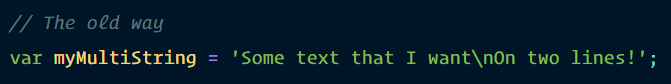 // The old way
var myMultiString = 'Some text that I want\nOn two lines!';